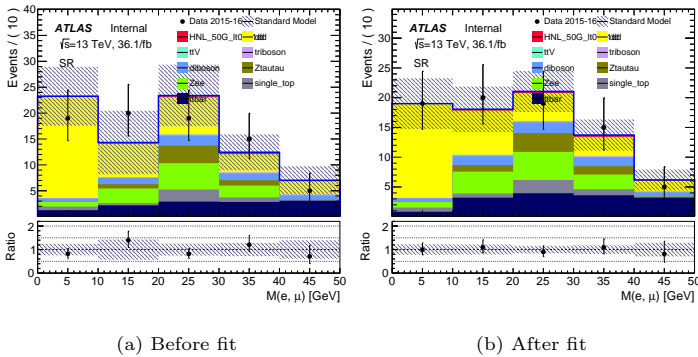 Events / ( 10 )
40
35
30
25
20
15
10
5
ATLAS Internal
√s=13 TeV, 36.1/fb
SR
Data 2015-16
Standard Model
HNL_50G_lt0
ttV
triboson
diboson
Ztautau
Zee
single_top
ttbar
Ratio
2
1
0
0 5 10 15 20 25 30 35 40 45 50
M(e, μ) [GeV]
(a) Before fit
Events / ( 10 )
30
25
20
15
10
5
ATLAS Internal
√s=13 TeV, 36.1/fb
SR
Data 2015-16
Standard Model
HNL_50G_lt0
ttV
triboson
diboson
Ztautau
Zee
single_top
ttbar
Ratio
2
1
0
0 5 10 15 20 25 30 35 40 45 50
M(e, μ) [GeV]
(b) After fit